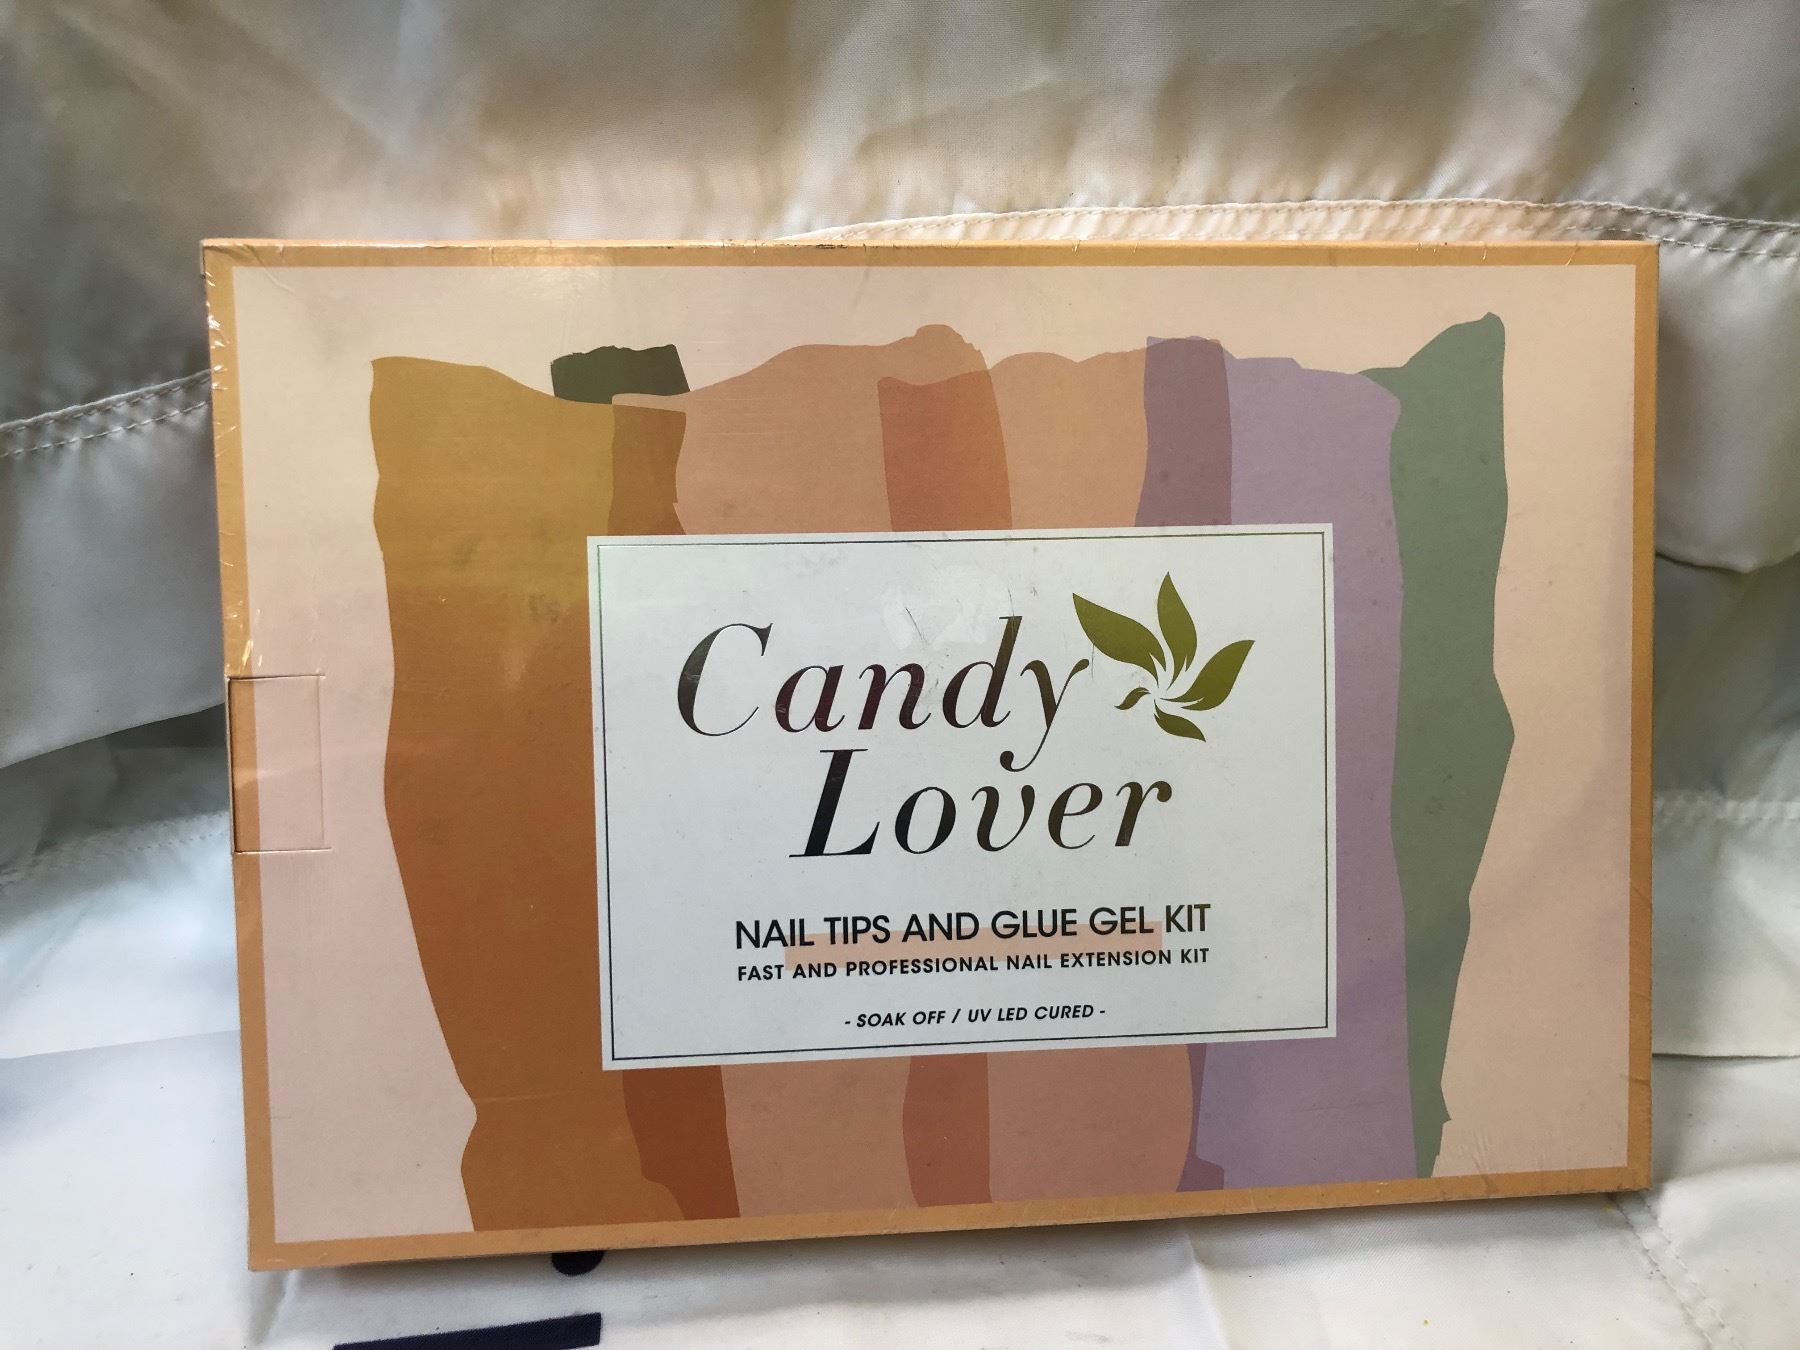 Candy
Lover
NAIL TIPS AND GLUE GEL KIT
FAST AND PROFESSIONAL NAIL EXTENSION KIT
- SOAK OFF / UV LED CURED -